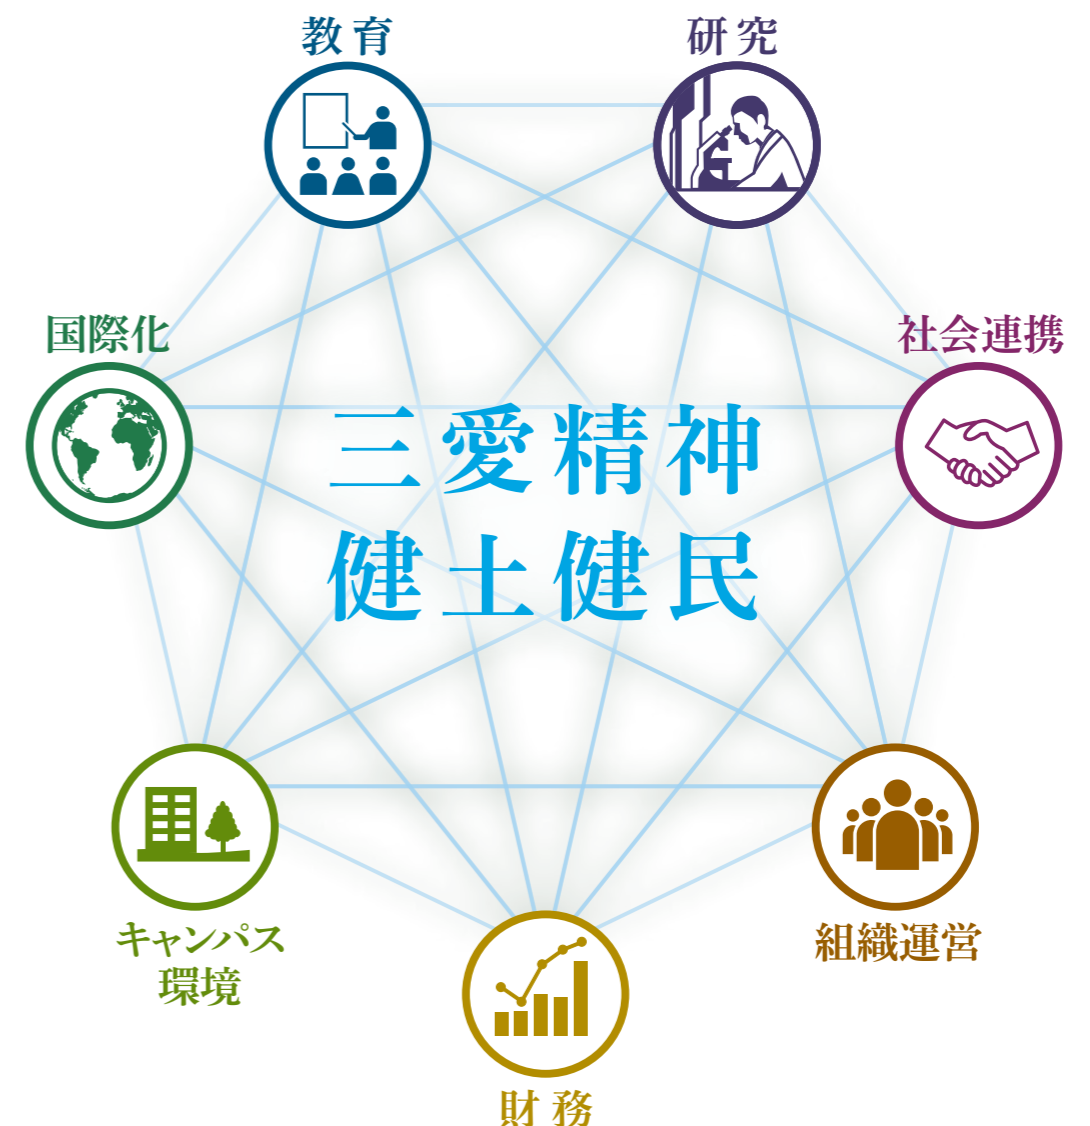 教育
研究
国際化
社会連携
三愛精神
健土健民
キャンパス
環境
組織運営
財務